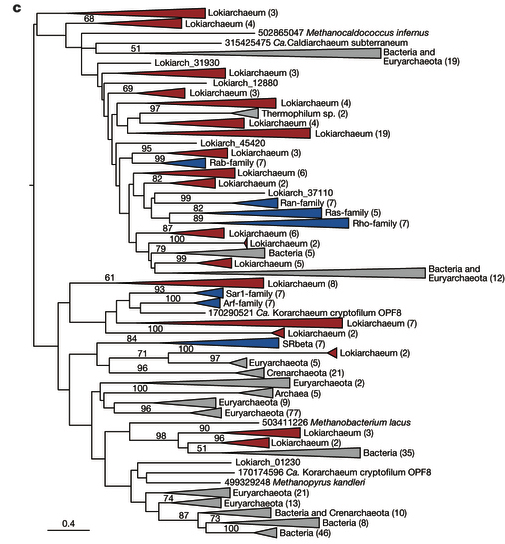 c
Lokiarchaeum (3)
68
Lokiarchaeum (4)
502865047 Methanocaldococcus infernus
315425475 Ca.Caldiarchaeum subterraneum
51
Bacteria and
Euryarchaeota (19)
Lokiarch_31930
Lokiarchaeum (3)
Lokiarch_12880
69
Lokiarchaeum (3)
Lokiarchaeum (4)
97
Thermophilum sp. (2)
Lokiarchaeum (4)
Lokiarchaeum (19)
Lokiarch_45420
95
Lokiarchaeum (3)
99
Rab-family (7)
Lokiarchaeum (6)
82
Lokiarchaeum (2)
Lokiarch_37110
99
Ran-family (7)
82
Ras-family (5)
89
Rho-family (7)
87
Lokiarchaeum (6)
100
Lokiarchaeum (2)
79
Bacteria (5)
99
Lokiarchaeum (5)
Bacteria and
Euryarchaeota (12)
61
Lokiarchaeum (8)
93
Sar1-family (7)
100
Arf-family (7)
170290521 Ca. Korarchaeum cryptofilum OPF8
Lokiarchaeum (7)
100
Lokiarchaeum (2)
84
SRbeta (7)
100
Lokiarchaeum (2)
71
97
Euryarchaeota (5)
96
Crenarchaeota (21)
Euryarchaeota (2)
100
Archaea (5)
Euryarchaeota (9)
96
Euryarchaeota (77)
503411226 Methanobacterium lacus
90
Lokiarchaeum (3)
98
96
Lokiarchaeum (2)
51
Bacteria (35)
Lokiarch_01230
170174596 Ca. Korarchaeum cryptofilum OPF8
499329248 Methanopyrus kandleri
Euryarchaeota (21)
74
Euryarchaeota (13)
87
Bacteria and Crenarchaeota (10)
73
Bacteria (8)
100
Bacteria (46)
0.4